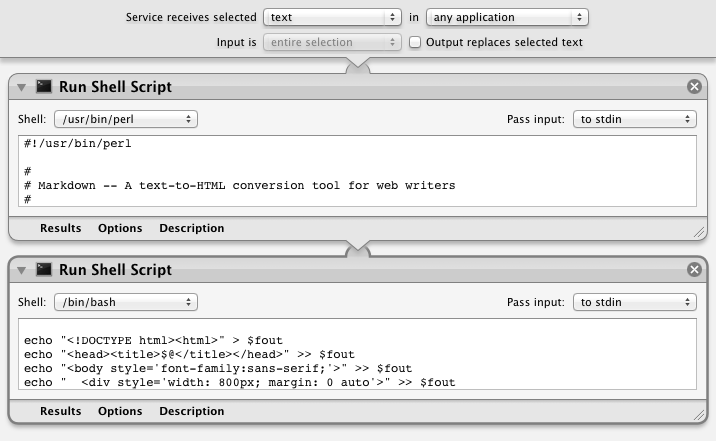 Service receives selected text in any application
Input is entire selection Output replaces selected text
Run Shell Script
Shell: /usr/bin/perl Pass input: to stdin
#!/usr/bin/perl
#
# Markdown -- A text-to-HTML conversion tool for web writers
#
Results Options Description
Run Shell Script
Shell: /bin/bash Pass input: to stdin
echo "<!DOCTYPE html><html>" > $fout
echo "<head><title>$@</title></head>" >> $fout
echo "<body style='font-family:sans-serif;'>" >> $fout
echo "  <div style='width: 800px; margin: 0 auto'>" >> $fout
Results Options Description